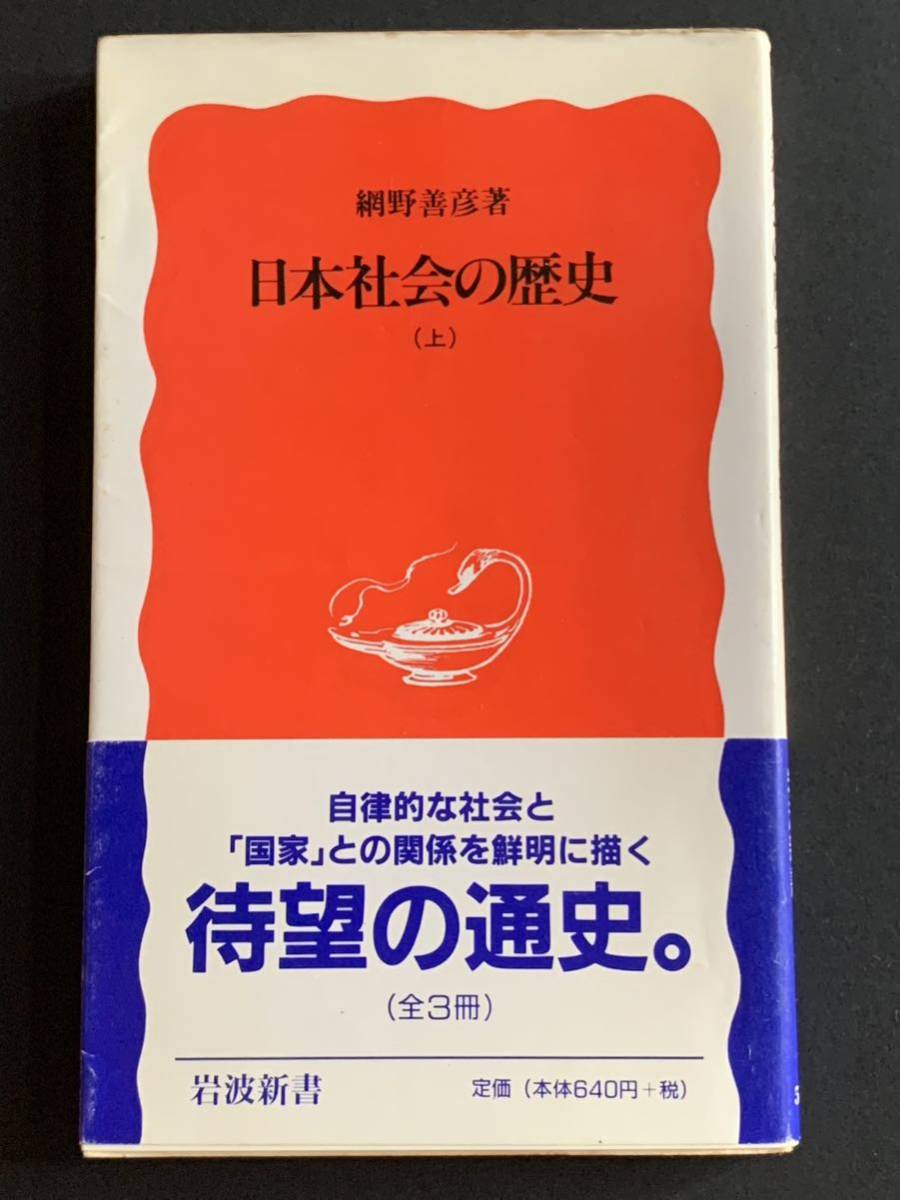 網野善彦著
日本社会の歴史
(上)
自律的な社会と
「国家」との関係を鮮明に描く
待望の通史。
(全3冊)
岩波新書
定価(本体640円+税)